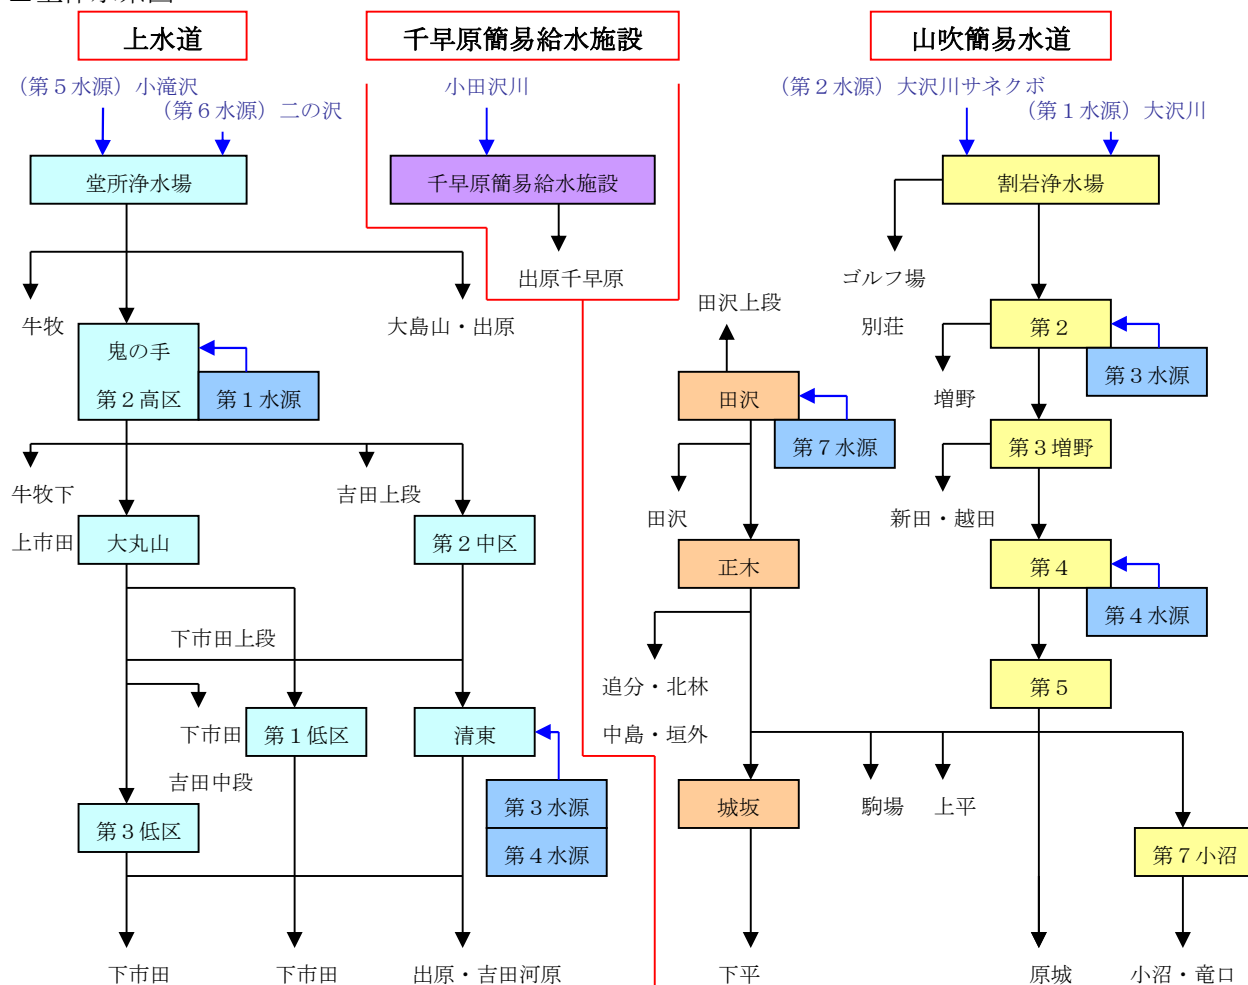 上水道
千早原簡易給水施設
山吹簡易水道
（第５水源）小滝沢
小田沢川
（第２水源）大沢川サネクボ
（第６水源）二の沢
（第１水源）大沢川
堂所浄水場
千早原簡易給水施設
割岩浄水場
出原千早原
ゴルフ場
田沢上段
牛牧
大島山・出原
別荘
第２
鬼の手
第２高区
第１水源
第３水源
田沢
増野
第７水源
第３増野
牛牧下
吉田上段
田沢
新田・越田
上市田
大丸山
第２中区
正木
第４
第４水源
下市田上段
追分・北林
第５
下市田
第１低区
清東
中島・垣外
吉田中段
第３水源
城坂
駒場
上平
第３低区
第４水源
第７小沼
下市田
下市田
出原・吉田河原
下平
原城
小沼・竜口